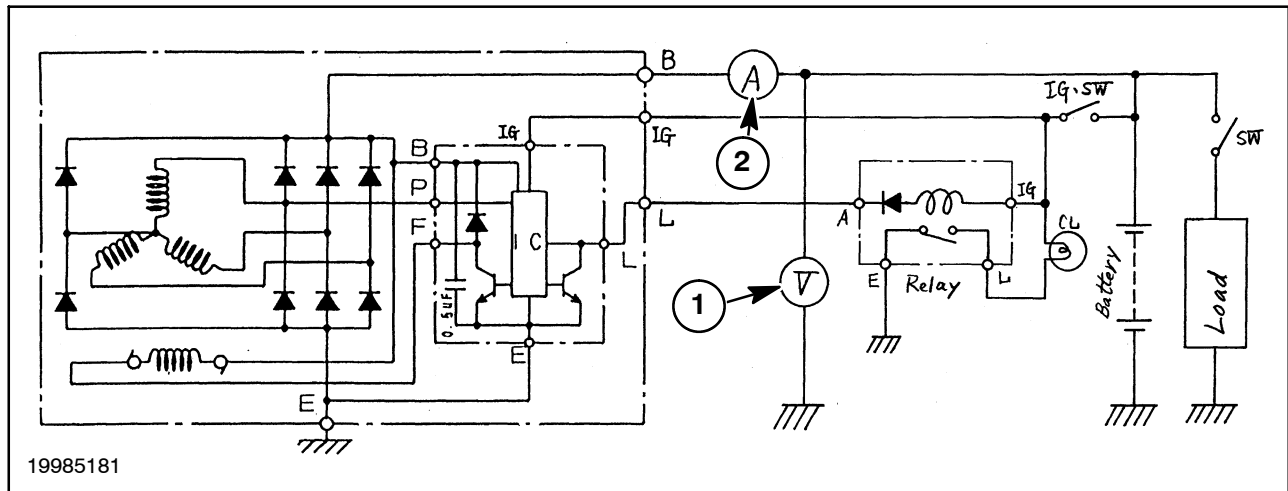 B
A
IG·SW
IG
IG
SW
2
B
P
F
IC
L
L
A
IG
CL
E
L
Relay
V
1
0.5uF
E
Battery
Load
E
19985181